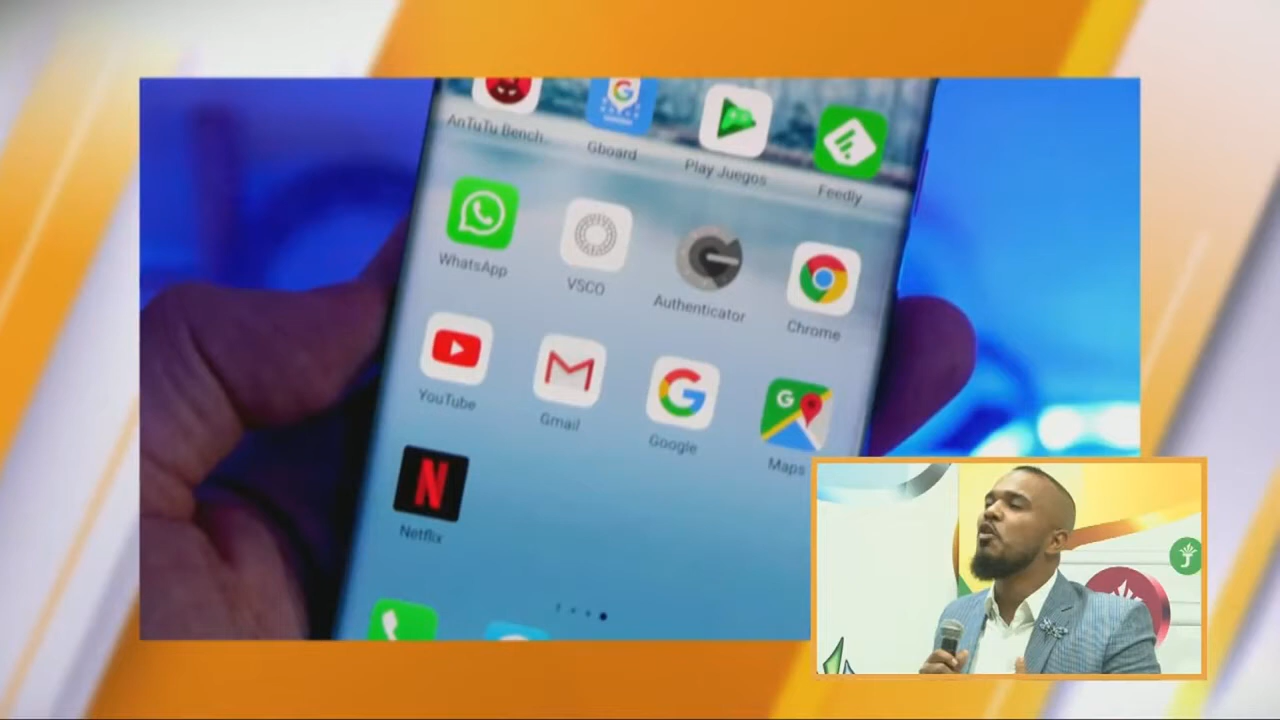 AnTuTu Bench.
Gboard
Play Juegos
Feedly
WhatsApp
VSCO
Authenticator
Chrome
YouTube
Gmail
Google
Maps
Netflix